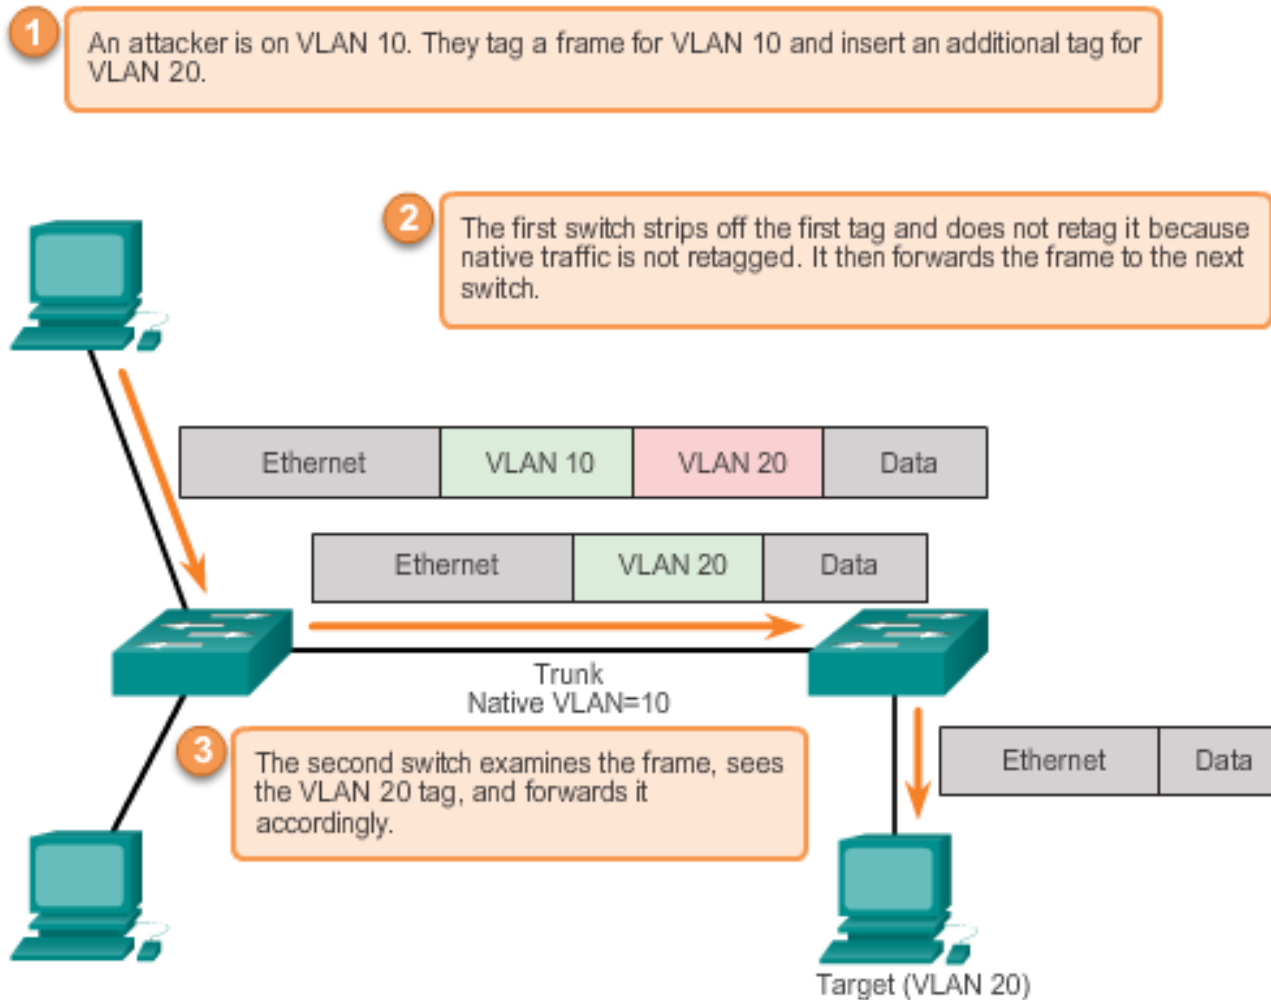 1
An attacker is on VLAN 10. They tag a frame for VLAN 10 and insert an additional tag for
VLAN 20.
2
The first switch strips off the first tag and does not retag it because
native traffic is not retagged. It then forwards the frame to the next
switch.
Ethernet VLAN 10 VLAN 20 Data
Ethernet VLAN 20 Data
Trunk
Native VLAN=10
3
The second switch examines the frame, sees
the VLAN 20 tag, and forwards it
accordingly.
Ethernet Data
Target (VLAN 20)